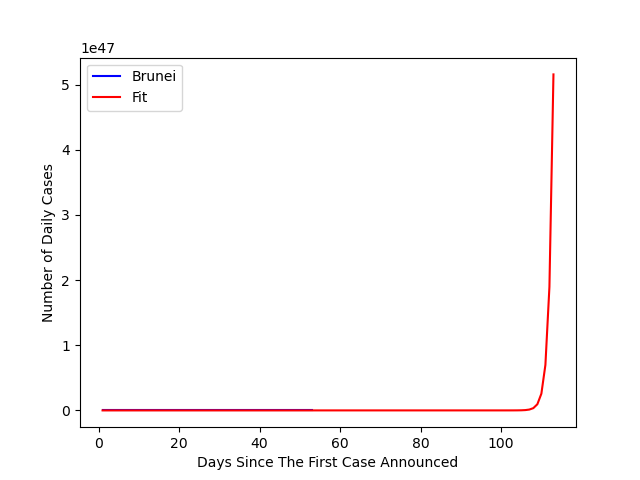 1e47
Brunei
Fit
5
4
3
2
1
0
Number of Daily Cases
0
20
40
60
80
100
Days Since The First Case Announced